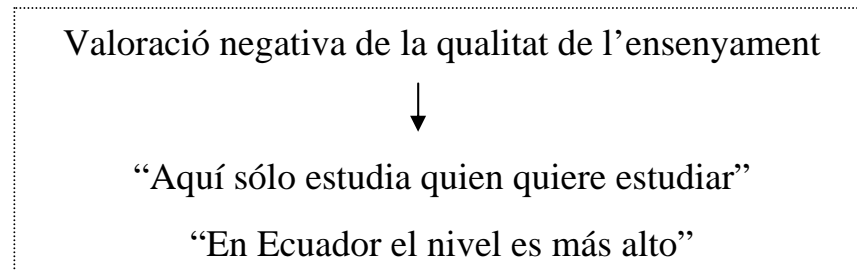 Valoració negativa de la qualitat de l’ensenyament
“Aquí sólo estudia quien quiere estudiar”
“En Ecuador el nivel es más alto”